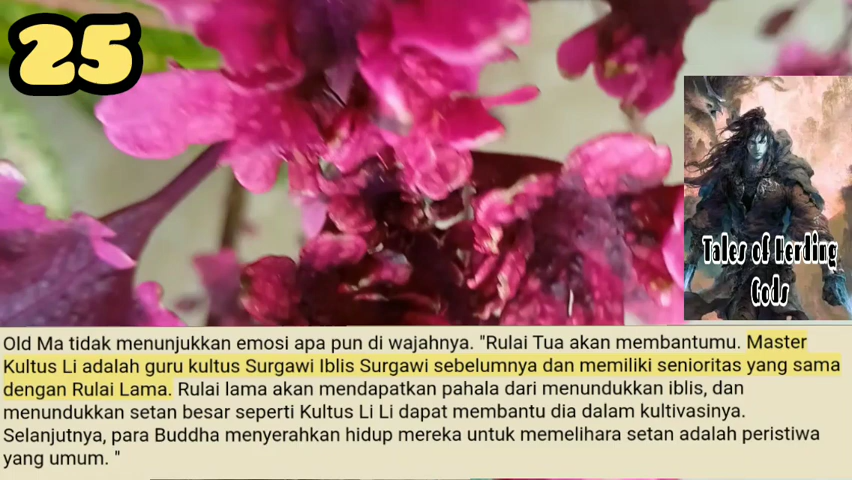 25
Tales of Herding
Gods
Old Ma tidak menunjukkan emosi apa pun di wajahnya. "Rulai Tua akan membantumu. Master
Kultus Li adalah guru kultus Surgawi Iblis Surgawi sebelumnya dan memiliki senioritas yang sama
dengan Rulai Lama. Rulai lama akan mendapatkan pahala dari menundukkan iblis, dan
menundukkan setan besar seperti Kultus Li Li dapat membantu dia dalam kultivasinya.
Selanjutnya, para Buddha menyerahkan hidup mereka untuk memelihara setan adalah peristiwa
yang umum. "